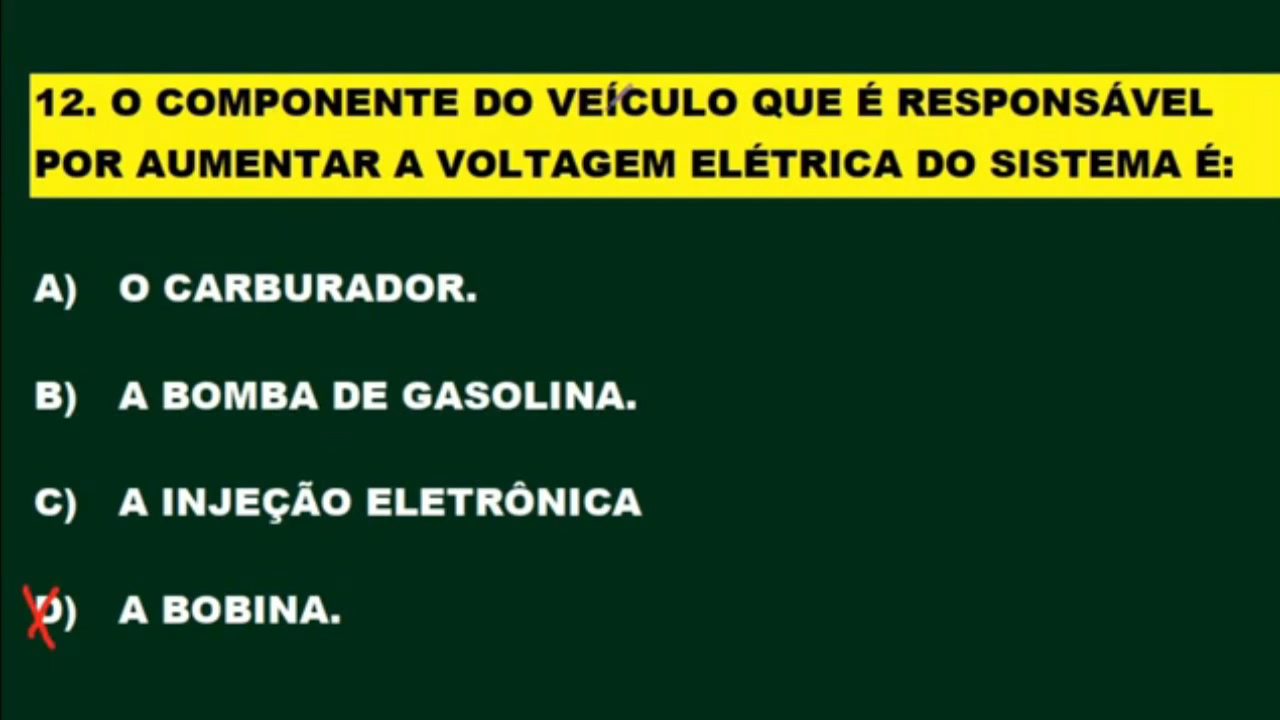 12. O COMPONENTE DO VEÍCULO QUE É RESPONSÁVEL
POR AUMENTAR A VOLTAGEM ELÉTRICA DO SISTEMA É:
A) O CARBURADOR.
B) A BOMBA DE GASOLINA.
C) A INJEÇÃO ELETRÔNICA
D) A BOBINA.